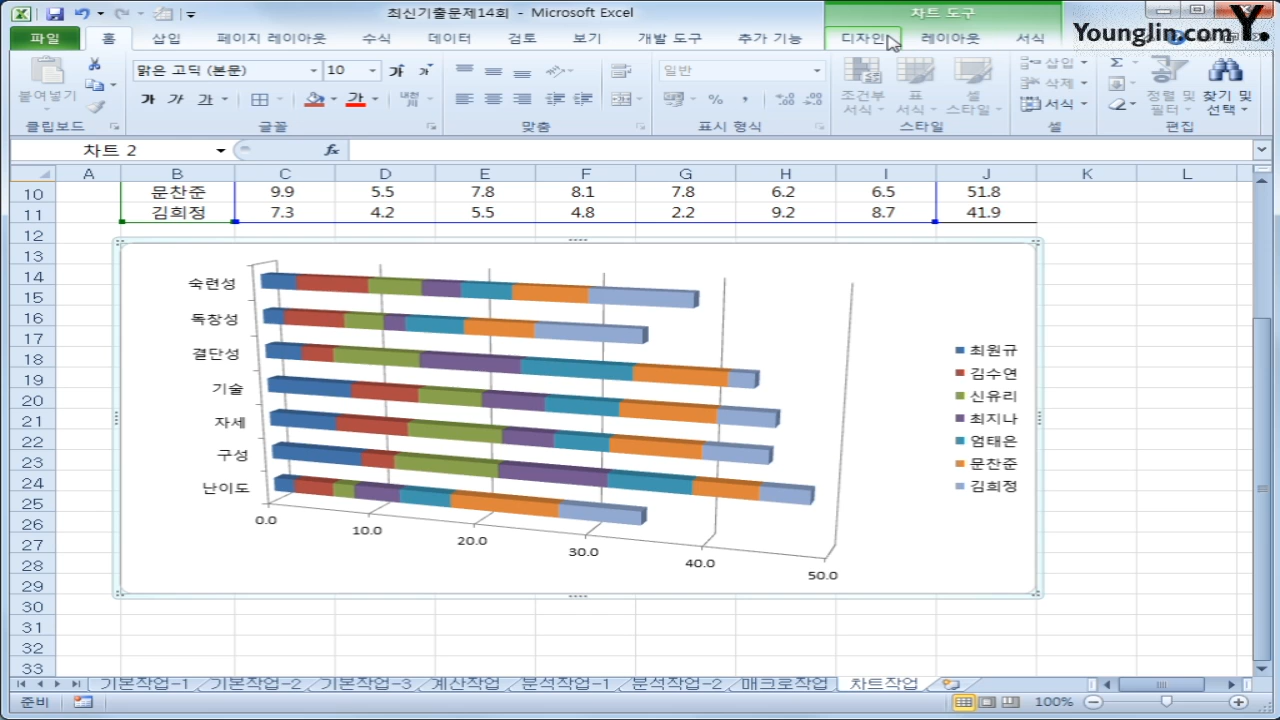 최신기출문제14회 - Microsoft Excel
차트 도구
파일 홈 삽입 페이지 레이아웃 수식 데이터 검토 보기 개발 도구 추가 기능 디자인 레이아웃 서식
Younglin.com Y.
붙여넣기
클립보드
맑은 고딕 (본문) 10
가 가 가 가 가 가
글꼴
맞춤
일반
% ,
표시 형식
조건부 서식 표 서식 셀 스타일
스타일
삽입
삭제
서식
셀
정렬 및 필터 찾기 및 선택
편집
차트 2 fx
A B C D E F G H I J K L
10 문찬준 9.9 5.5 7.8 8.1 7.8 6.2 6.5 51.8
11 김희정 7.3 4.2 5.5 4.8 2.2 9.2 8.7 41.9
12
13
14
15
16
17
18
19
20
21
22
23
24
25
26
27
28
29
30
31
32
33
숙련성
독창성
결단성
기술
자세
구성
난이도
0.0
10.0
20.0
30.0
40.0
50.0
최원규
김수연
신유리
최지나
엄태은
문찬준
김희정
기본작업-1 기본작업-2 기본작업-3 계산작업 분석작업-1 분석작업-2 매크로작업 차트작업
준비 100%